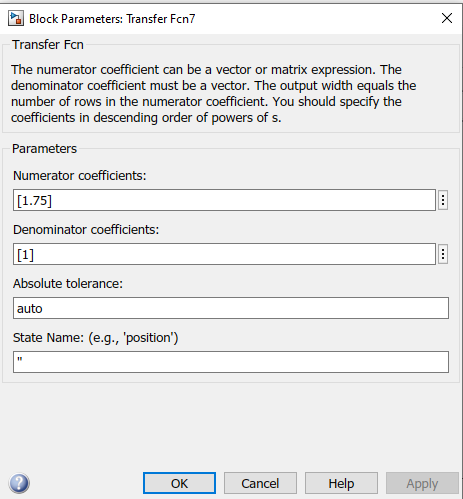 Block Parameters: Transfer Fcn7
Transfer Fcn
The numerator coefficient can be a vector or matrix expression. The
denominator coefficient must be a vector. The output width equals the
number of rows in the numerator coefficient. You should specify the
coefficients in descending order of powers of s.
Parameters
Numerator coefficients:
[1.75]
Denominator coefficients:
[1]
Absolute tolerance:
auto
State Name: (e.g., 'position')
''
OK Cancel Help Apply